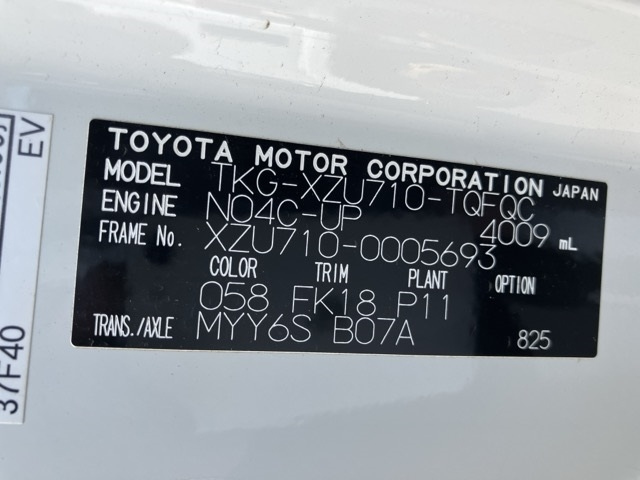 TOYOTA MOTOR CORPORATION JAPAN
MODEL TKG-XZU710-TQFQC
ENGINE N04C-UP 4009 mL
FRAME No. XZU710-0005693
COLOR TRIM PLANT OPTION
058 FK18 P11
TRANS./AXLE MYY6S B07A 825
EV
37F40